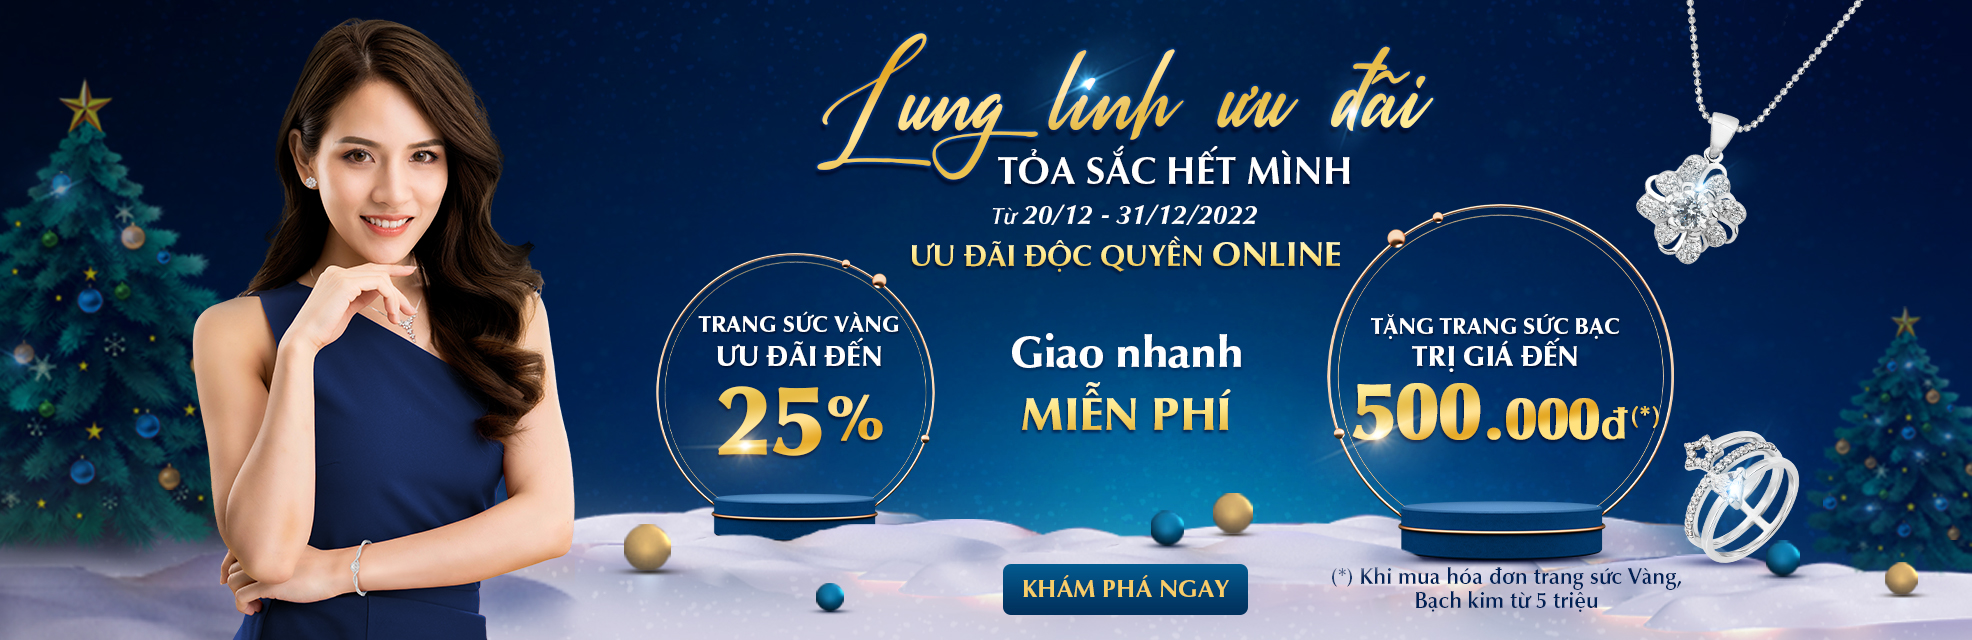 Lung linh ưu đãi
TỎA SẮC HẾT MÌNH
Từ 20/12 - 31/12/2022
ƯU ĐÃI ĐỘC QUYỀN ONLINE
TRANG SỨC VÀNG
ƯU ĐÃI ĐẾN
25%
Giao nhanh
MIỄN PHÍ
TẶNG TRANG SỨC BẠC
TRỊ GIÁ ĐẾN
500.000đ(*)
KHÁM PHÁ NGAY
(*) Khi mua hóa đơn trang sức Vàng,
Bạch kim từ 5 triệu